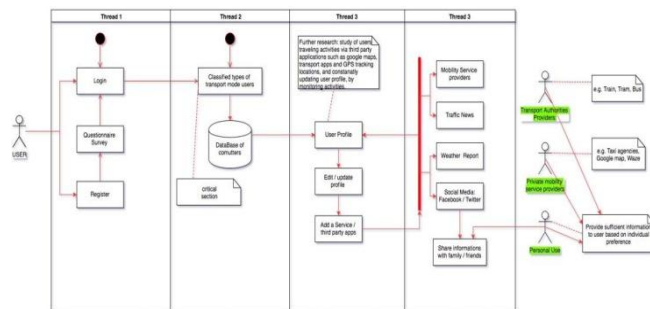 Thread 1
Thread 2
Thread 3
Thread 3
Login
Questionnaire
Survey
Register
USER
Classified types of
transport mode users
DataBase of
comutters
critical
section
Further research: study of users
traveling activities via third party
applications such as google maps,
transport apps and GPS tracking
locations, and constanstly
updating user profile, by
monitoring activities.
User Profile
Edit / update
profile
Add a Service /
third party apps
Mobility Service
providers
Traffic News
Weather Report
Social Media:
Facebook / Twitter
Share informations
with family / friends
Transport Authorities
Providers
e.g. Train, Tram, Bus
Private mobility
service providers
e.g. Taxi agencies,
Google map, Waze
Personal Use
Provide sufficient information
to user based on individual
preference